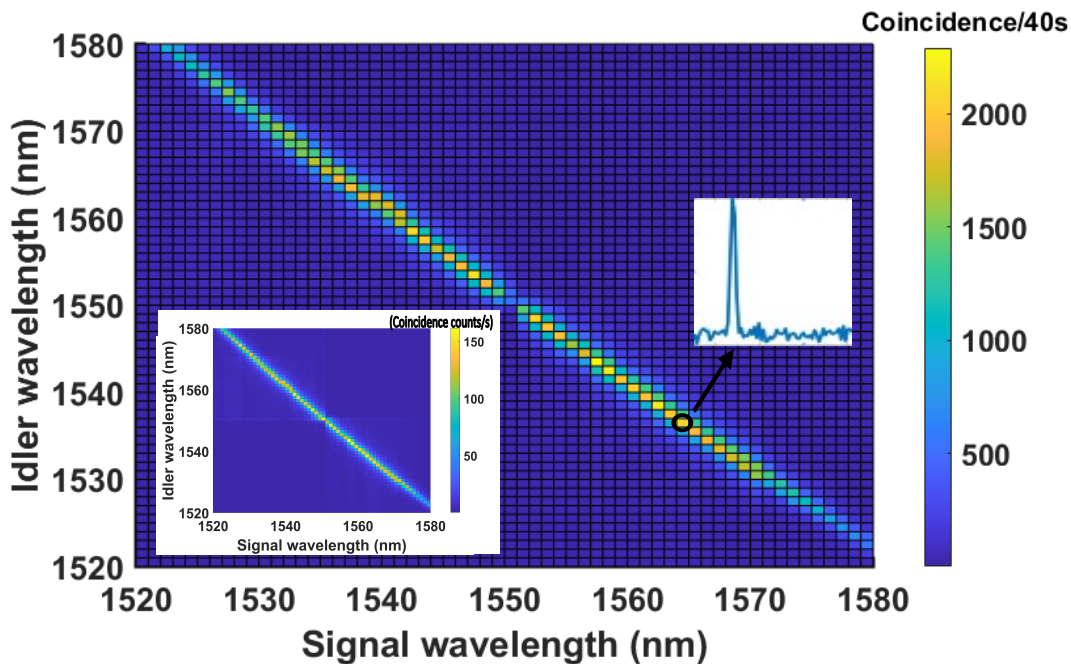 Coincidence/40s
1580
1570
1560
1550
1540
1530
1520
Idler wavelength (nm)
1520 1530 1540 1550 1560 1570 1580
Signal wavelength (nm)
2000
1500
1000
500
(Coincidence counts/s)
1580
1560
1540
1520
Idler wavelength (nm)
1520 1540 1560 1580
Signal wavelength (nm)
150
100
50